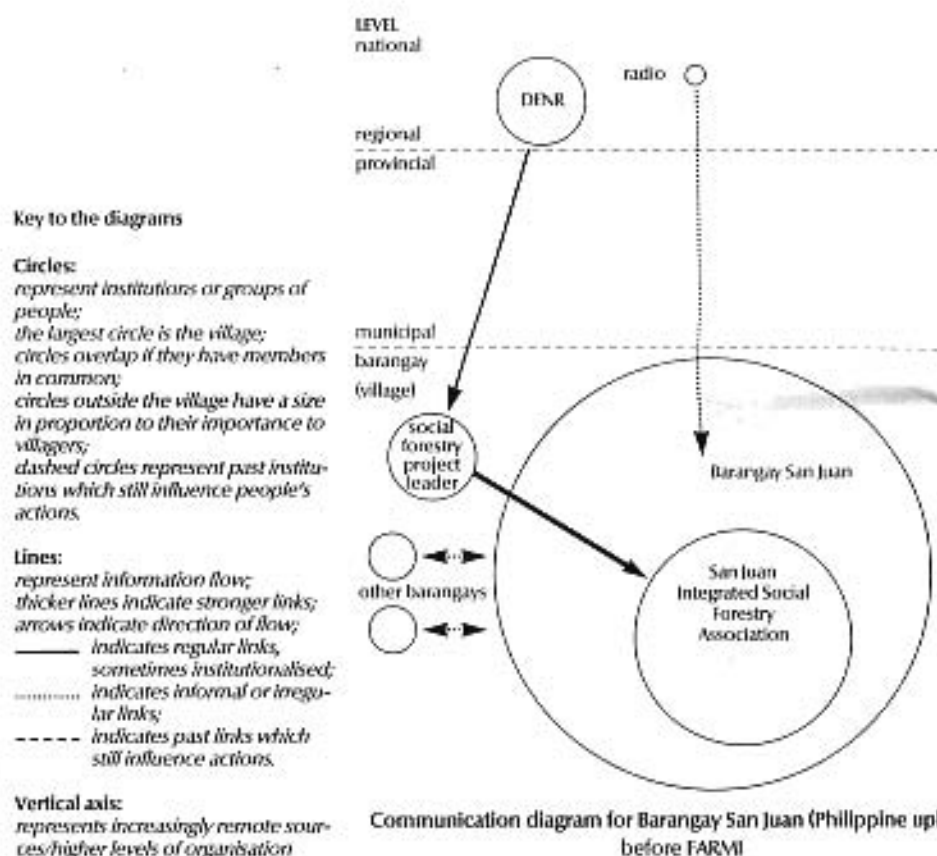 Key to the diagrams
Circles:
represent institutions or groups of
people;
the largest circle is the village;
circles overlap if they have members
in common;
circles outside the village have a size
in proportion to their importance to
villagers;
dashed circles represent past institu-
tions which still influence people's
actions.
Lines:
represent information flow;
thicker lines indicate stronger links;
arrows indicate direction of flow;
indicates regular links,
sometimes institutionalised;
indicates informal or irregu-
lar links;
indicates past links which
still influence actions.
Vertical axis:
represents increasingly remote sour-
ces/higher levels of organisation
LEVEL
national
DENR
radio
regional
provincial
municipal
barangay
(village)
social
forestry
project
leader
Barangay San Juan
other barangays
San Juan
Integrated Social
Forestry
Association
Communication diagram for Barangay San Juan (Philippine upl
before FARMI